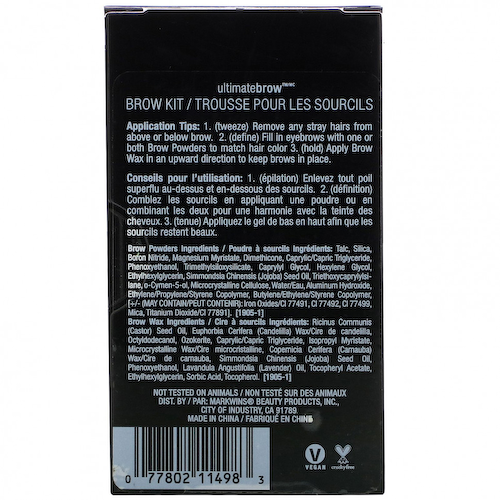 ultimatebrow™/MC
BROW KIT / TROUSSE POUR LES SOURCILS
Application Tips: 1. (tweeze) Remove any stray hairs from
above or below brow. 2. (define) Fill in eyebrows with one or
both Brow Powders to match hair color 3. (hold) Apply Brow
Wax in an upward direction to keep brows in place.
Conseils pour l'utilisation: 1. (épilation) Enlevez tout poil
superflu au-dessus et en-dessous des sourcils. 2. (définition)
Comblez les sourcils en appliquant une poudre ou en
combinant les deux pour une harmonie avec la teinte des
cheveux. 3. (tenue) Appliquez le gel de bas en haut afin que les
sourcils restent beaux.
Brow Powders Ingredients / Poudre à sourcils Ingrédients: Talc, Silica,
Boron Nitride, Magnesium Myristate, Dimethicone, Caprylic/Capric Triglyceride,
Phenoxyethanol, Trimethylsiloxysilicate, Caprylyl Glycol, Hexylene Glycol,
Ethylhexylglycerin, Simmondsia Chinensis (Jojoba) Seed Oil, Triethoxycaprylylsi-
lane, o-Cymen-5-ol, Microcrystalline Cellulose, Water/Eau, Aluminum Hydroxide,
Ethylene/Propylene/Styrene Copolymer, Butylene/Ethylene/Styrene Copolymer,
[+/- (MAY CONTAIN/PEUT CONTENIR): Iron Oxides/CI 77491, CI 77492, CI 77499,
Mica, Titanium Dioxide/CI 77891]. [1905-1]
Brow Wax Ingredients / Cire à sourcils Ingrédients: Ricinus Communis
(Castor) Seed Oil, Euphorbia Cerifera (Candelilla) Wax/Cire de candelilla,
Octyldodecanol, Ozokerite, Caprylic/Capric Triglyceride, Isopropyl Myristate,
Microcrystalline Wax/Cire microcristalline, Copernicia Cerifera (Carnauba)
Wax/Cire de carnauba, Simmondsia Chinensis (Jojoba) Seed Oil,
Phenoxyethanol, Lavandula Angustifolia (Lavender) Oil, Tocopheryl Acetate,
Ethylhexylglycerin, Sorbic Acid, Tocopherol. [1905-1]
NOT TESTED ON ANIMALS / NON TESTÉ SUR DES ANIMAUX
DIST. BY / PAR: MARKWINS® BEAUTY PRODUCTS, INC.,
CITY OF INDUSTRY, CA 91789.
MADE IN CHINA / FABRIQUÉ EN CHINE
V
VEGAN
crueltyfree
0 77802 11498 3